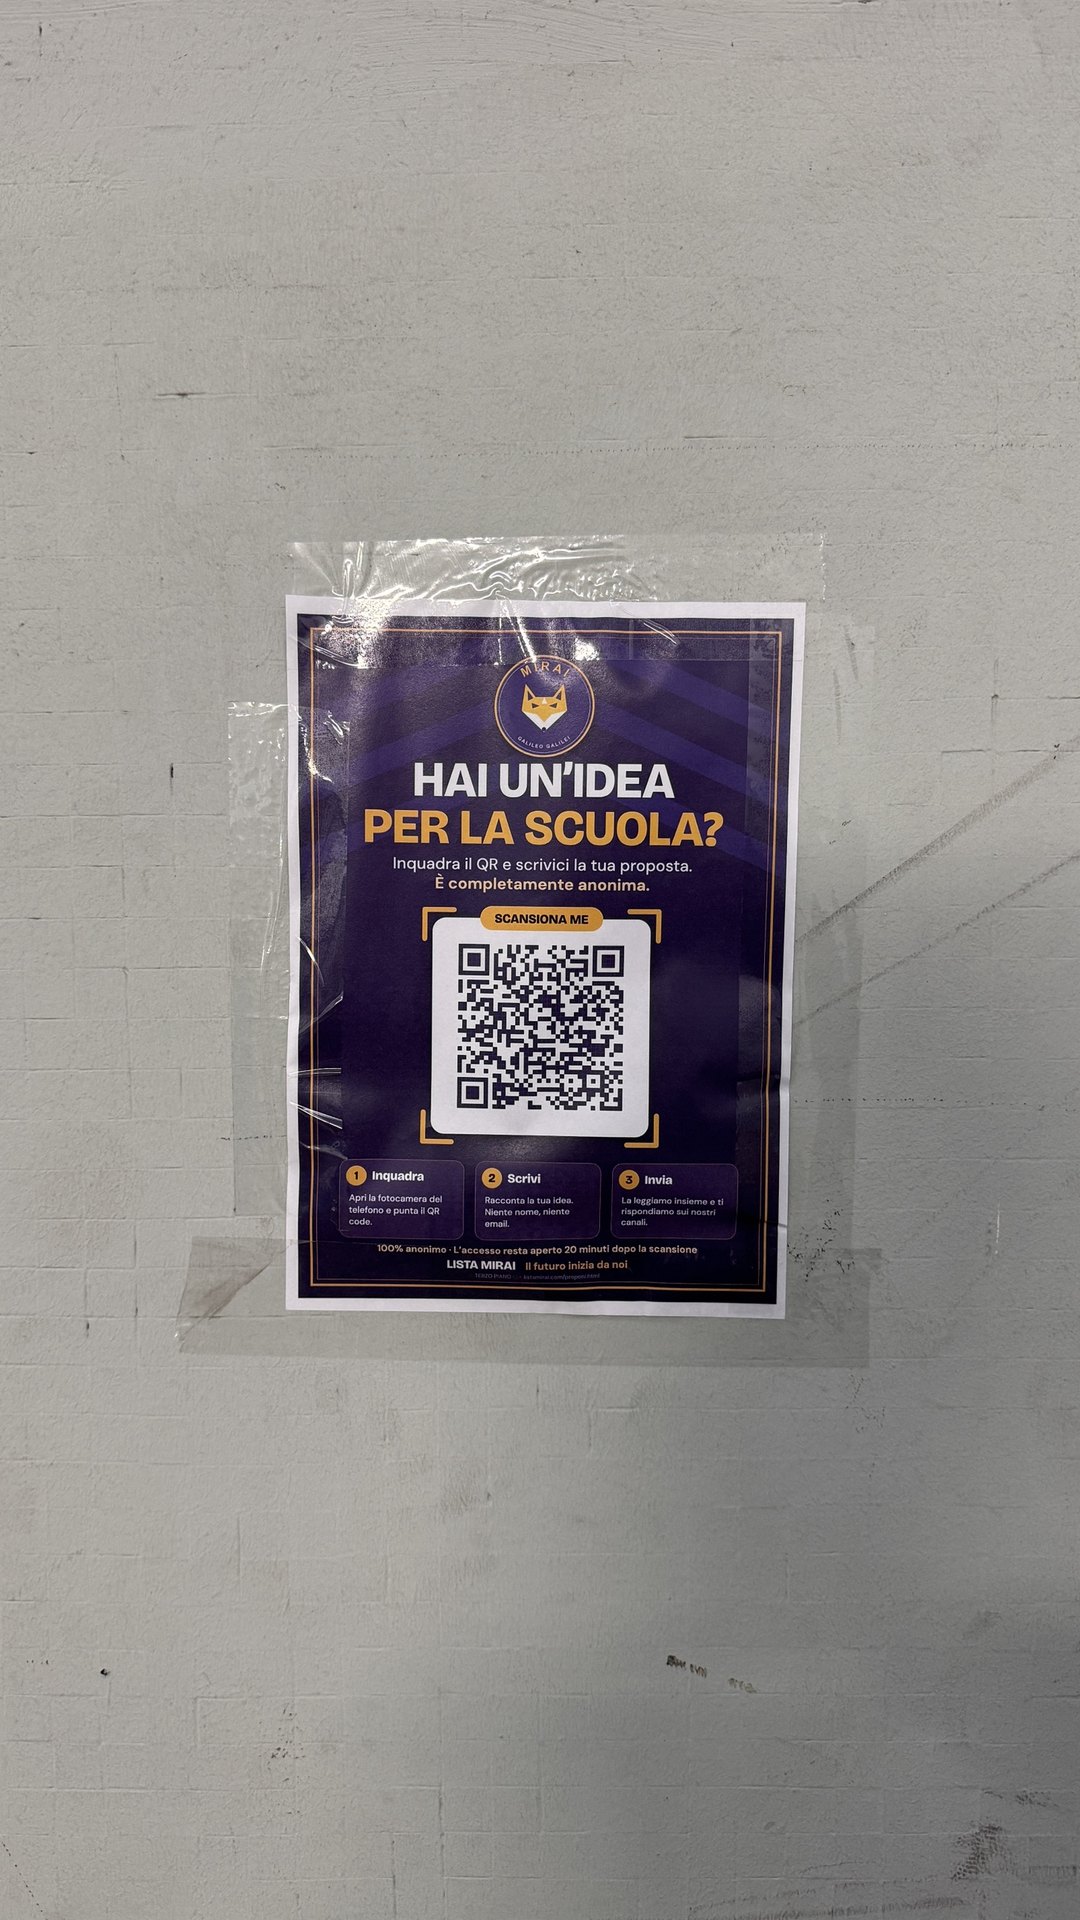 MIRAI
GALILEO GALILEI
HAI UN'IDEA
PER LA SCUOLA?
Inquadra il QR e scrivici la tua proposta.
È completamente anonima.
SCANSIONA ME
1 Inquadra
Apri la fotocamera del
telefono e punta il QR
code.
2 Scrivi
Racconta la tua idea.
Niente nome, niente
email.
3 Invia
La leggiamo insieme e ti
rispondiamo sui nostri
canali.
100% anonimo · L'accesso resta aperto 20 minuti dopo la scansione
LISTA MIRAI Il futuro inizia da noi
TERZO PIANO